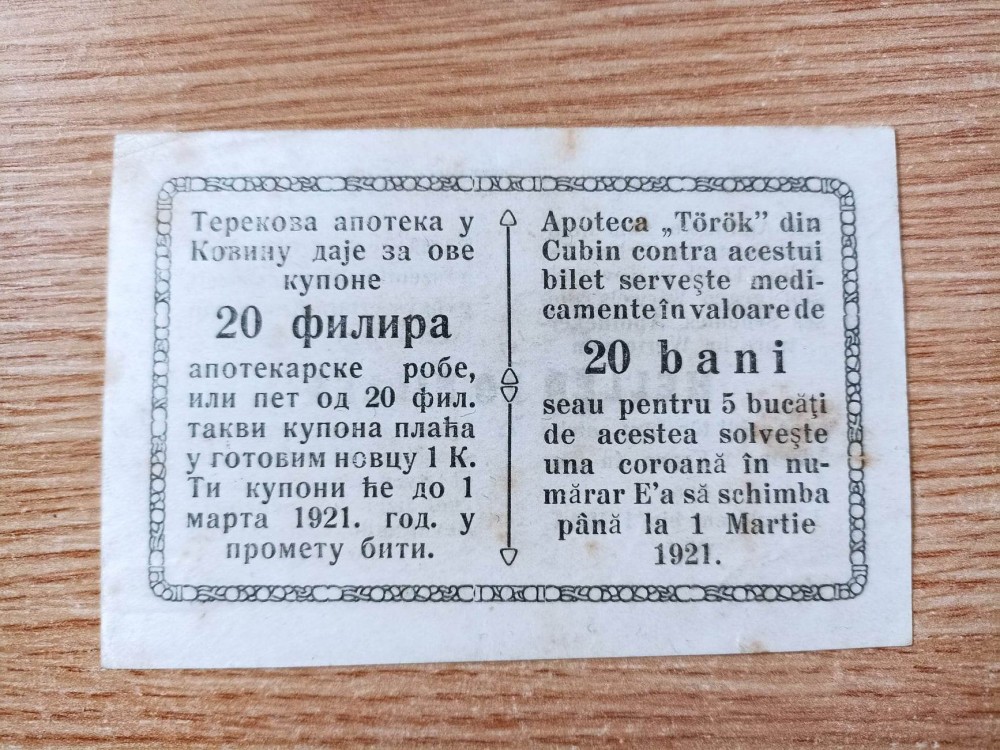 Терекова апотека у
Ковину даје за ове
купоне
20 филира
апотекарске робе,
или пет од 20 фил.
такви купона плаћа
у готовим новцу 1 К.
Ти купони ће до 1
марта 1921. год. у
промету бити.
Apoteca „Török” din
Cubin contra acestui
bilet servește medi-
camente în valoare de
20 bani
seau pentru 5 bucăți
de acestea solvește
una coroană în nu-
mărar E'a să schimba
până la 1 Martie
1921.